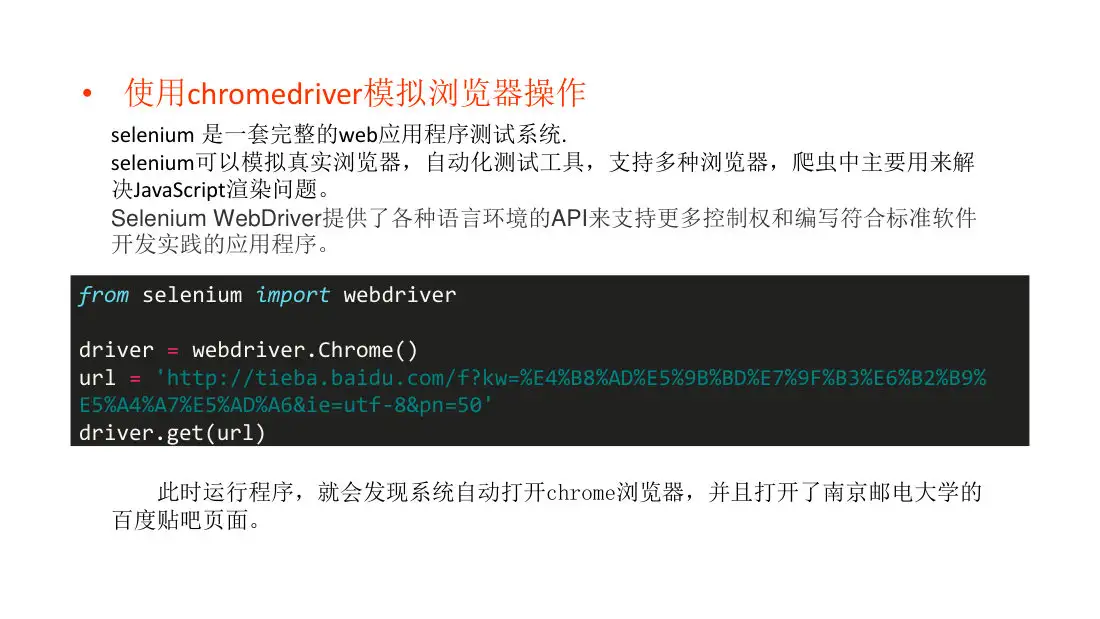 • 使用chromedriver模拟浏览器操作
selenium 是一套完整的web应用程序测试系统.
selenium可以模拟真实浏览器，自动化测试工具，支持多种浏览器，爬虫中主要用来解
决JavaScript渲染问题。
Selenium WebDriver提供了各种语言环境的API来支持更多控制权和编写符合标准软件
开发实践的应用程序。
from selenium import webdriver
driver = webdriver.Chrome()
url = 'http://tieba.baidu.com/f?kw=%E4%B8%AD%E5%9B%BD%E7%9F%B3%E6%B2%B9%
E5%A4%A7%E5%AD%A6&ie=utf-8&pn=50'
driver.get(url)
此时运行程序，就会发现系统自动打开chrome浏览器，并且打开了南京邮电大学的
百度贴吧页面。